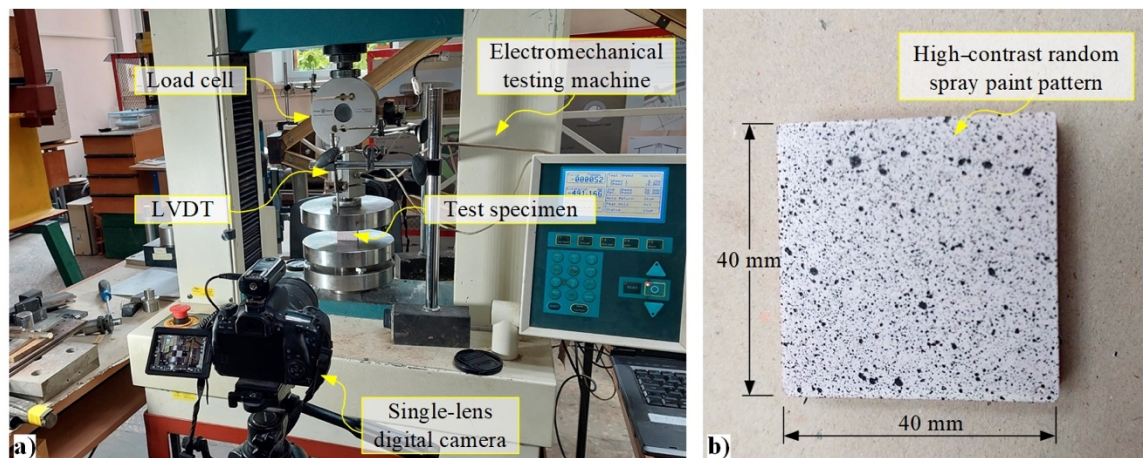 Load cell
Electromechanical
testing machine
LVDT
Test specimen
Single-lens
digital camera
a)
High-contrast random
spray paint pattern
40 mm
40 mm
b)